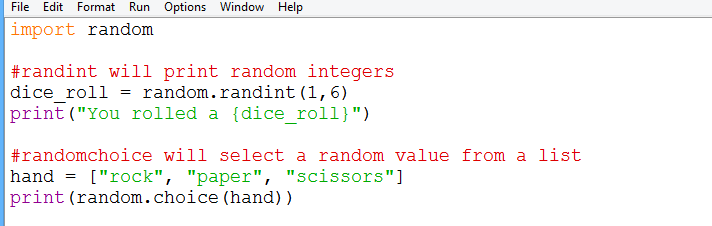 File Edit Format Run Options Window Help
import random
#randint will print random integers
dice_roll = random.randint(1,6)
print("You rolled a {dice_roll}")
#randomchoice will select a random value from a list
hand = ["rock", "paper", "scissors"]
print(random.choice(hand))